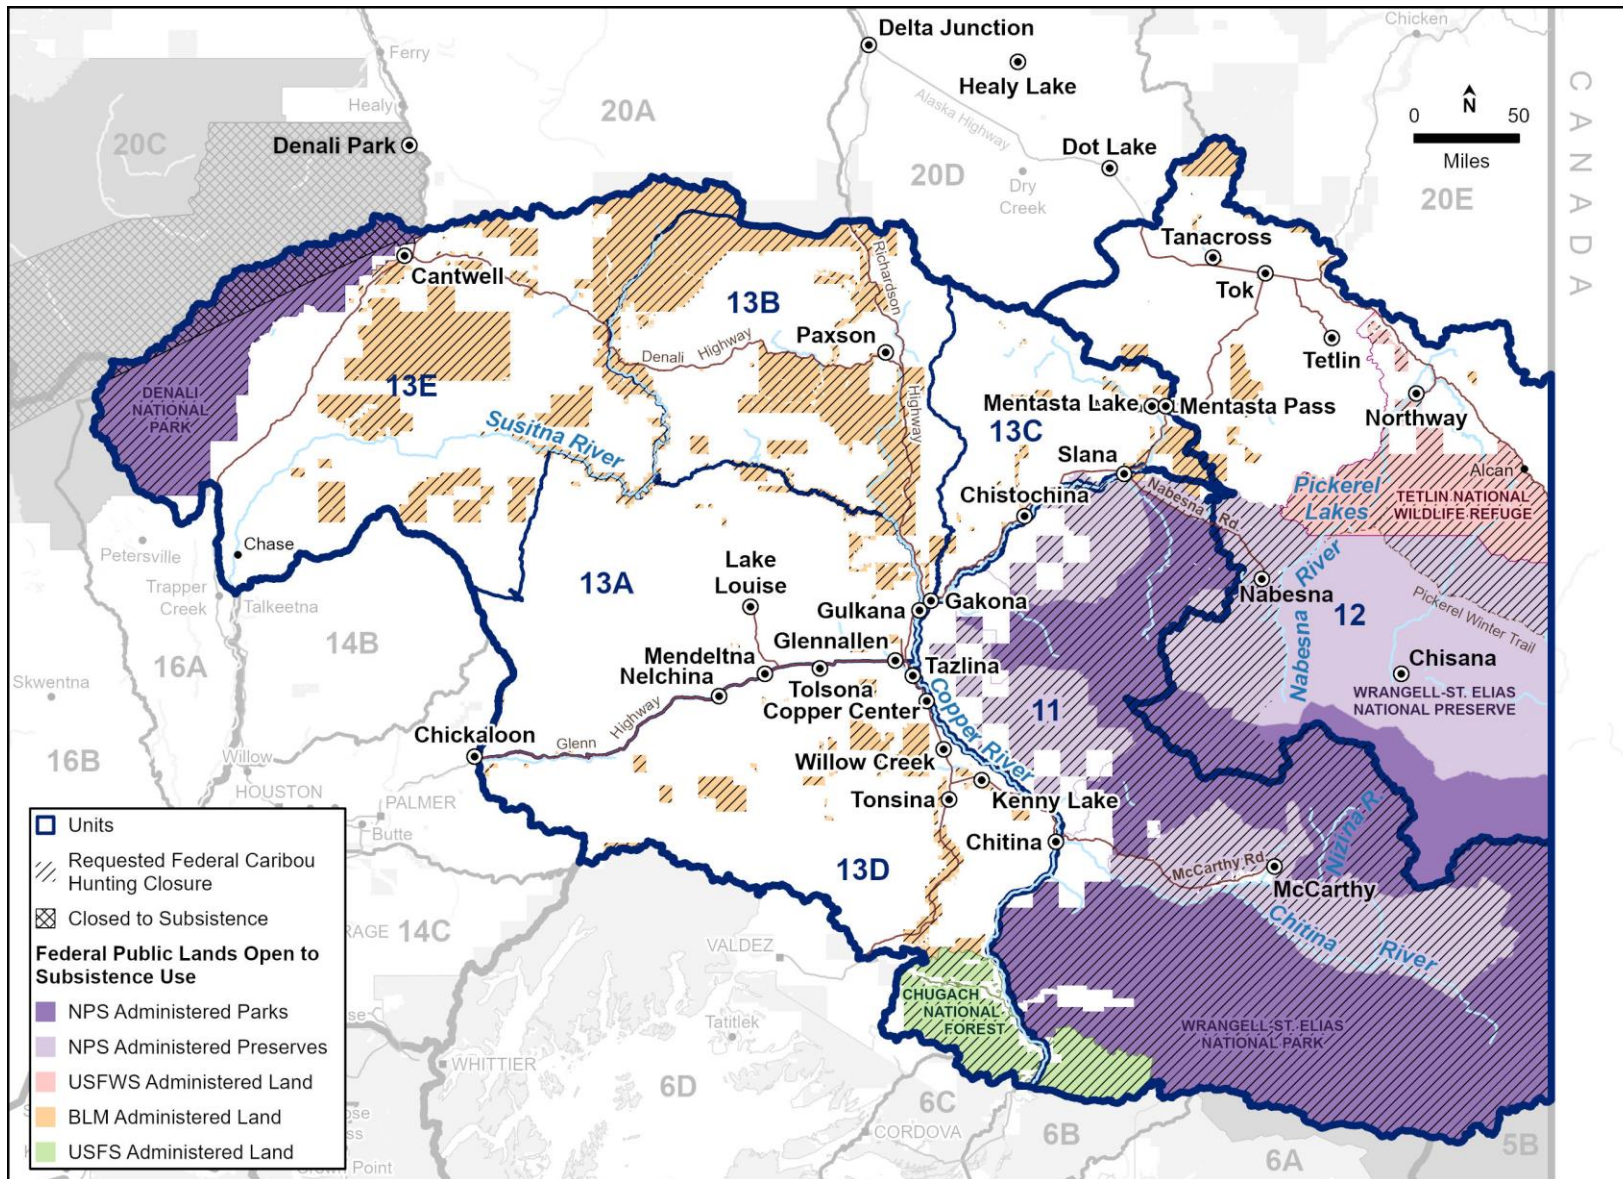 Chicken
Delta Junction
Ferry
Healy Lake
CANADA
0 50
N
Miles
Healy
20A
Alaska Highway
20C
Denali Park
Dot Lake
20D
Dry
Creek
20E
Tanacross
Cantwell
Richardson
Tok
13B
Paxson
Denali Highway
Tetlin
13E
DENALI
NATIONAL
PARK
Highway
Mentasta Lake
Mentasta Pass
Northway
13C
Susitna River
Slana
Alcan
Nabesna Rd.
Pickerel
Lakes
TETLIN NATIONAL
WILDLIFE REFUGE
Chistochina
Petersville
Chase
Lake
Louise
13A
River
Trapper
Creek
Talkeetna
Gulkana
Gakona
Nabesna
12
Pickerel Winter Trail
14B
16A
Glennallen
Mendeltna
Nelchina
Tazlina
Nabesna
Chisana
Skwentna
Tolsona
Copper Center
11
WRANGELL-ST. ELIAS
NATIONAL PRESERVE
Copper River
Highway
Chickaloon
Glenn
16B
Willow
Willow Creek
HOUSTON
Tonsina
Kenny Lake
PALMER
Nizina R.
Butte
Chitina
McCarthy Rd.
McCarthy
13D
Chitina River
RAGE
14C
VALDEZ
CHUGACH
NATIONAL
FOREST
Tatitlek
WRANGELL-ST. ELIAS
NATIONAL PARK
WHITTIER
6D
6C
CORDOVA
6B
6A
5B
Crown Point
Units
Requested Federal Caribou
Hunting Closure
Closed to Subsistence
Federal Public Lands Open to
Subsistence Use
NPS Administered Parks
NPS Administered Preserves
USFWS Administered Land
BLM Administered Land
USFS Administered Land